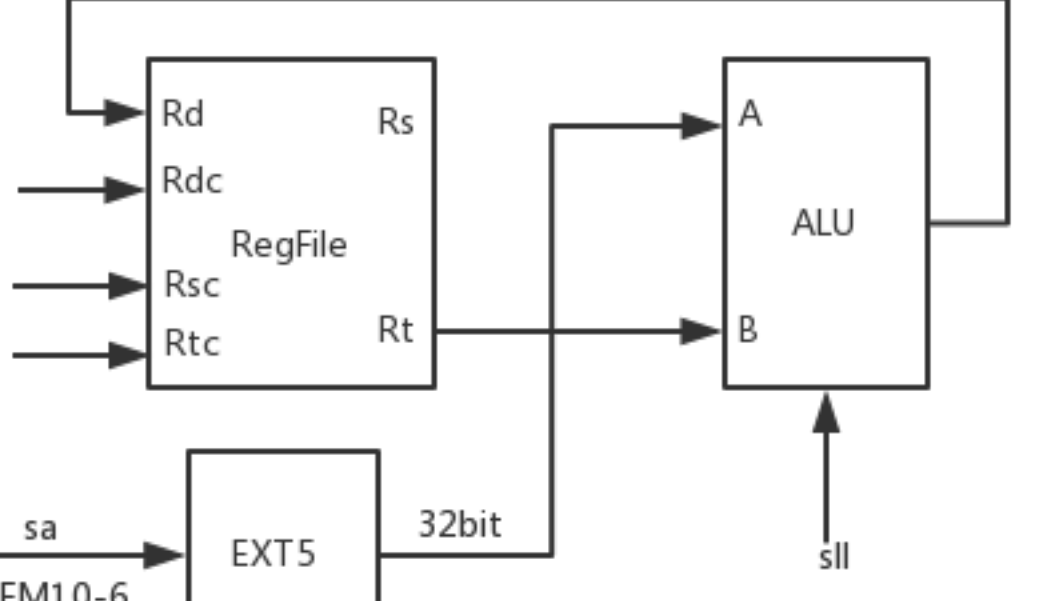 Rd
Rs
A
Rdc
ALU
RegFile
Rsc
Rtc
Rt
B
32bit
sa
EXT5
sll